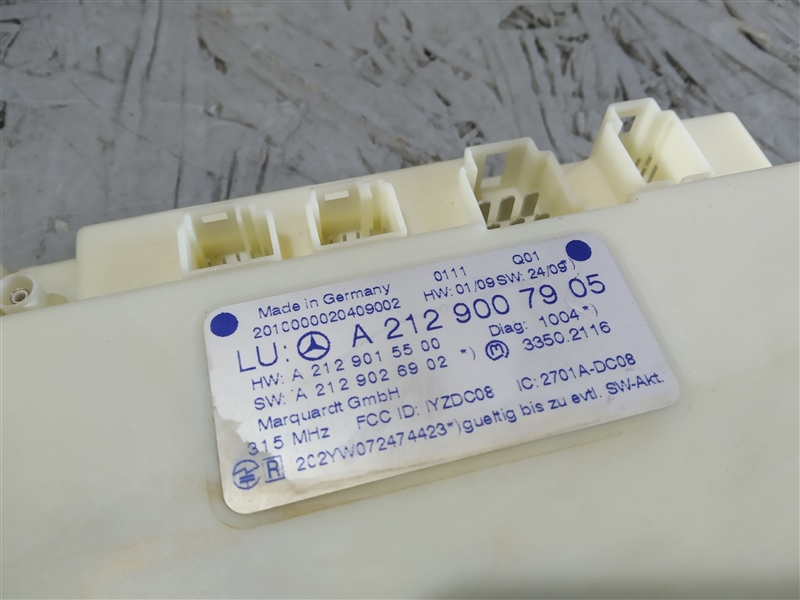 Made in Germany 0111 Q01
201C000020409002 HW: 01/09 SW: 24/09*)
LU: A 212 900 79 05
HW: A 212 901 55 00 Diag: 1004*)
SW: A 212 902 69 02 *) 3350.2116
Marquardt GmbH
315 MHz FCC ID: IYZDC08 IC: 2701A-DC08
R 202YW072474423*) gueltig bis zu evtl. SW-Akt.